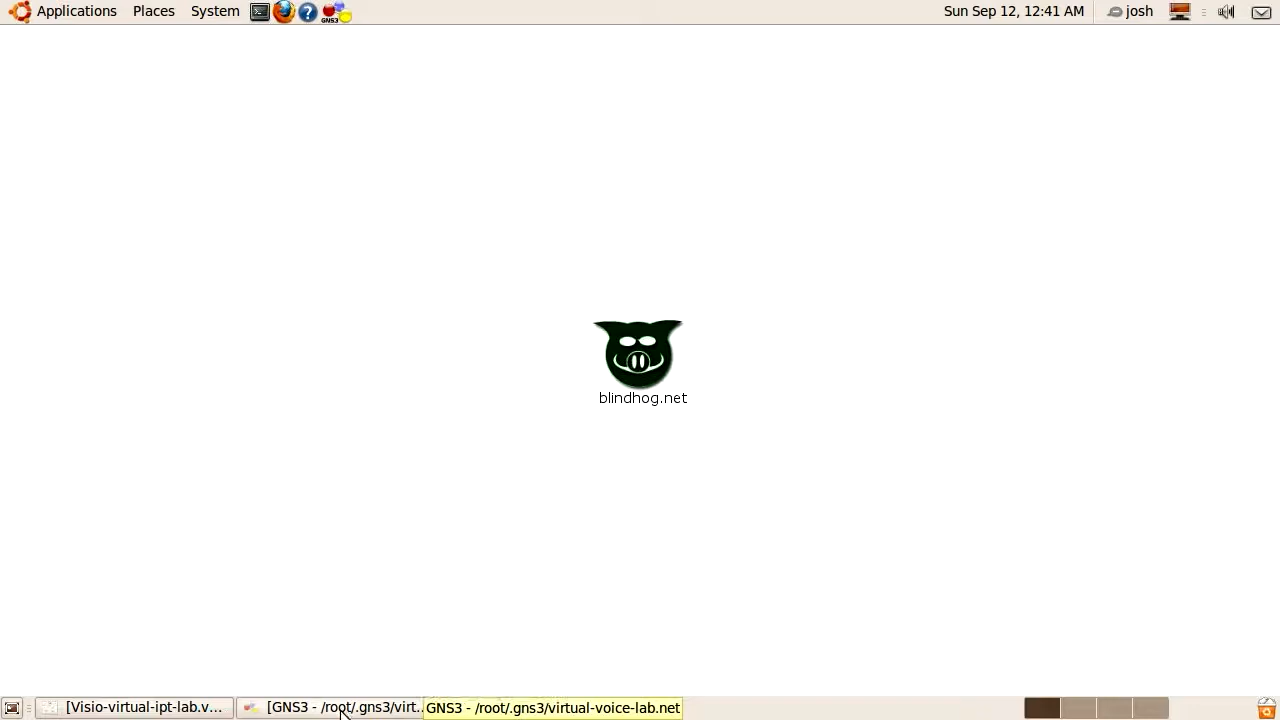 Applications Places System GNS3 Sun Sep 12, 12:41 AM josh
blindhog.net
[Visio-virtual-ipt-lab.v... [GNS3 - /root/.gns3/virt... GNS3 - /root/.gns3/virtual-voice-lab.net